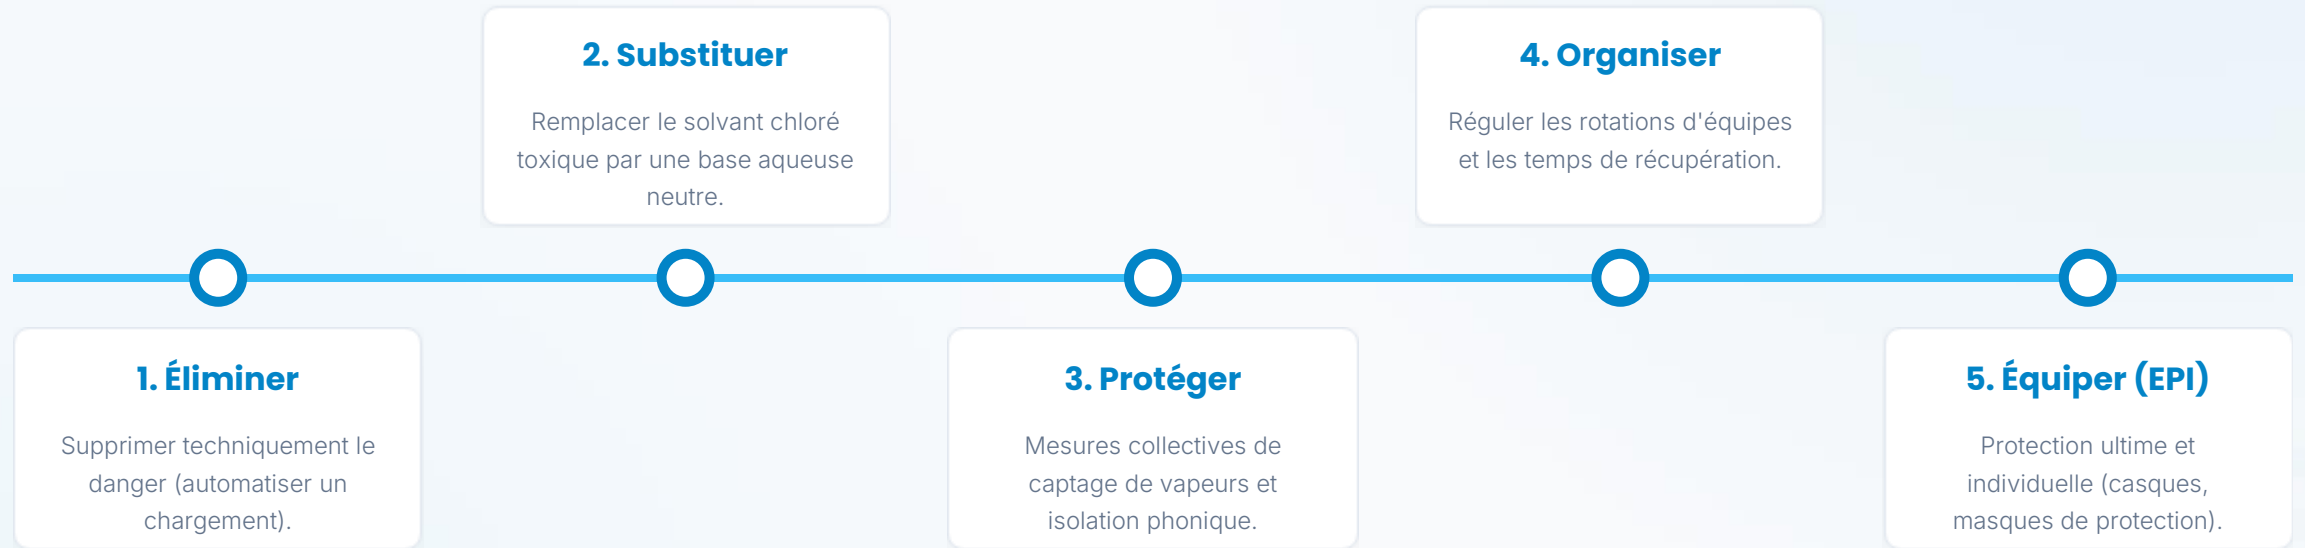 1. Éliminer
Supprimer techniquement le
danger (automatiser un
chargement).
2. Substituer
Remplacer le solvant chloré
toxique par une base aqueuse
neutre.
3. Protéger
Mesures collectives de
captage de vapeurs et
isolation phonique.
4. Organiser
Réguler les rotations d'équipes
et les temps de récupération.
5. Équiper (EPI)
Protection ultime et
individuelle (casques,
masques de protection).